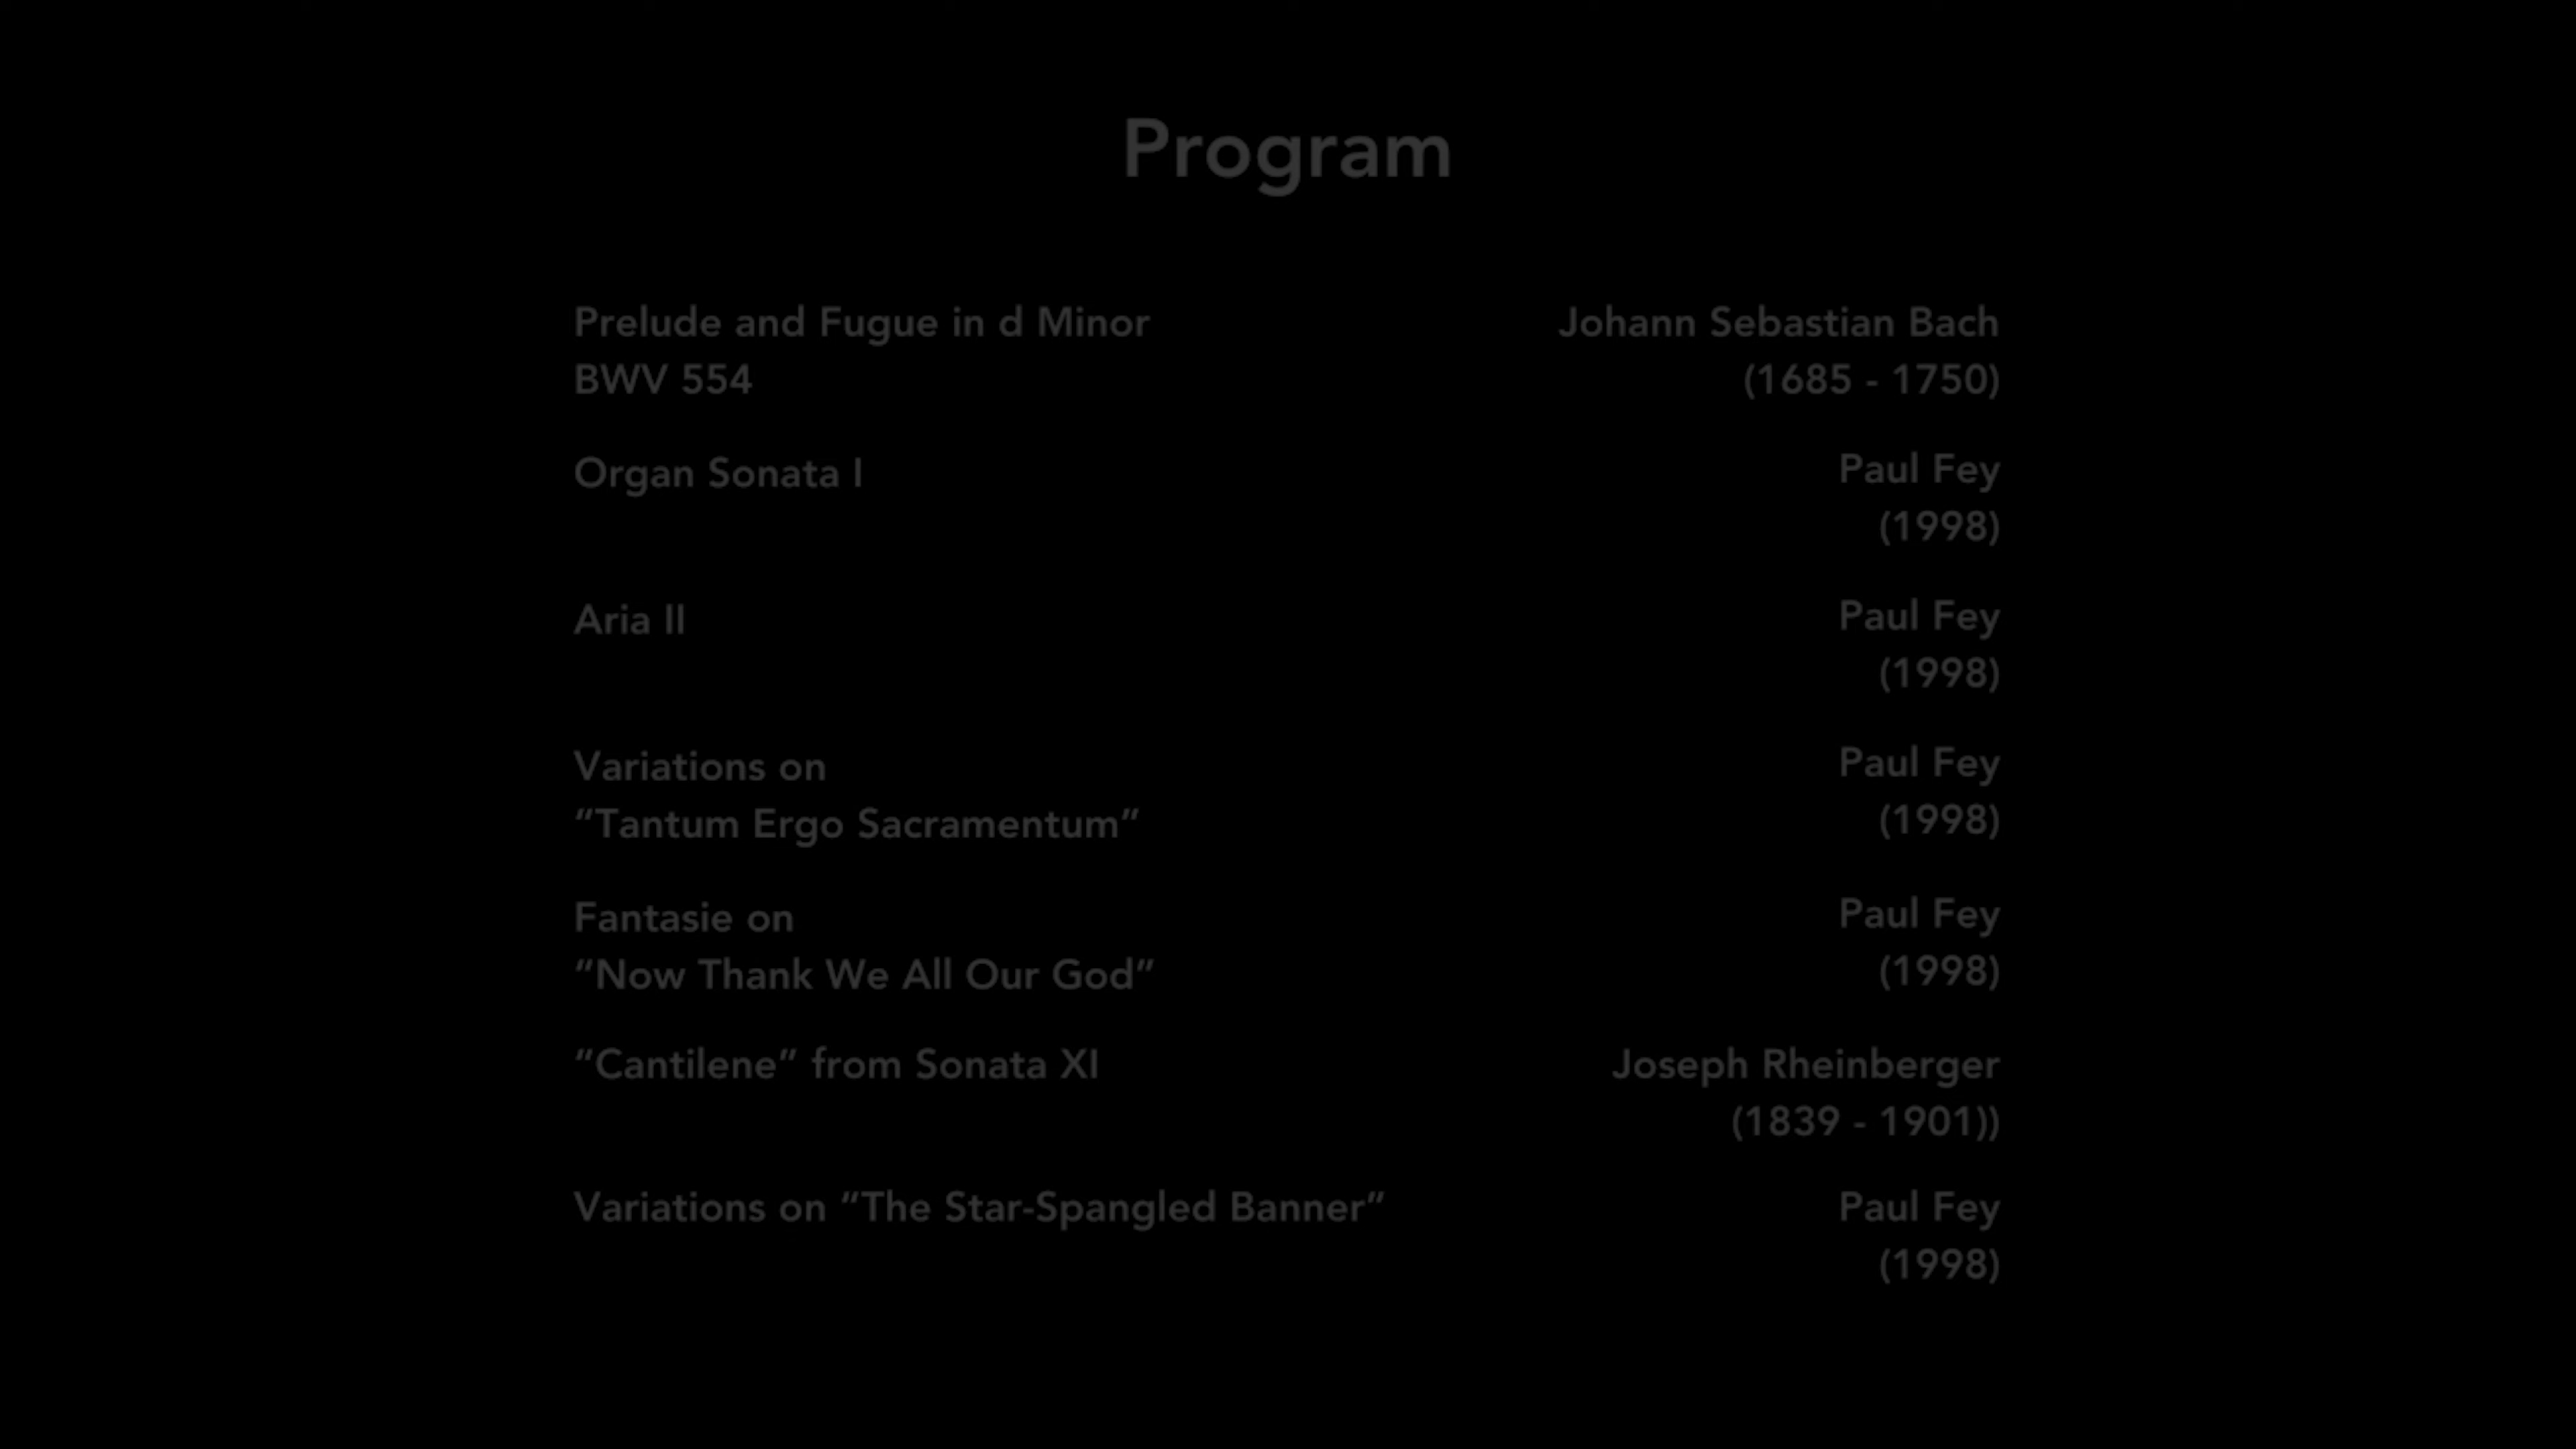 Program
Prelude and Fugue in d Minor
BWV 554
Johann Sebastian Bach
(1685 - 1750)
Organ Sonata I
Paul Fey
(1998)
Aria II
Paul Fey
(1998)
Variations on
“Tantum Ergo Sacramentum”
Paul Fey
(1998)
Fantasie on
“Now Thank We All Our God”
Paul Fey
(1998)
“Cantilene” from Sonata XI
Joseph Rheinberger
(1839 - 1901))
Variations on “The Star-Spangled Banner”
Paul Fey
(1998)